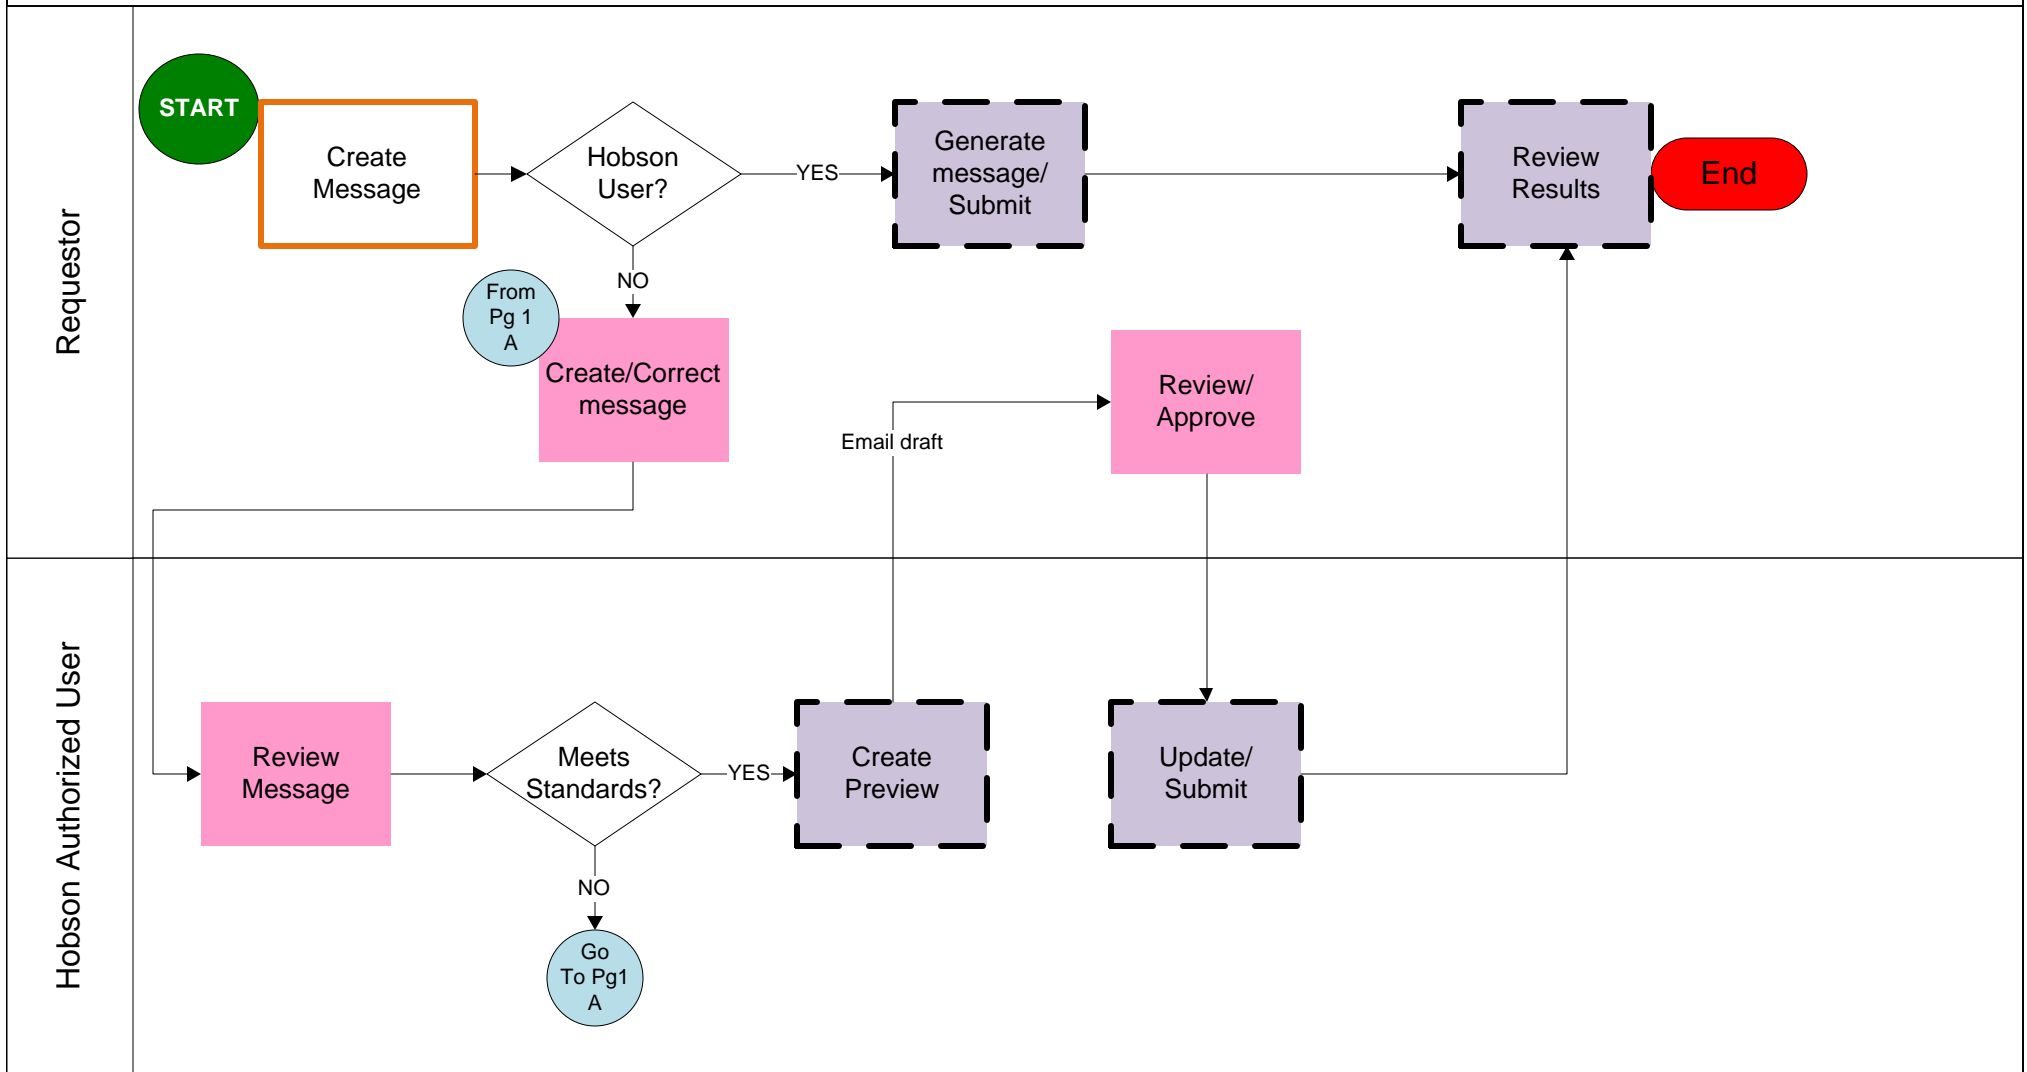 Requestor
START
Create
Message
Hobson
User?
YES
Generate
message/
Submit
Review
Results
End
NO
From
Pg 1
A
Create/Correct
message
Email draft
Review/
Approve
Hobson Authorized User
Review
Message
Meets
Standards?
YES
Create
Preview
Update/
Submit
NO
Go
To Pg1
A